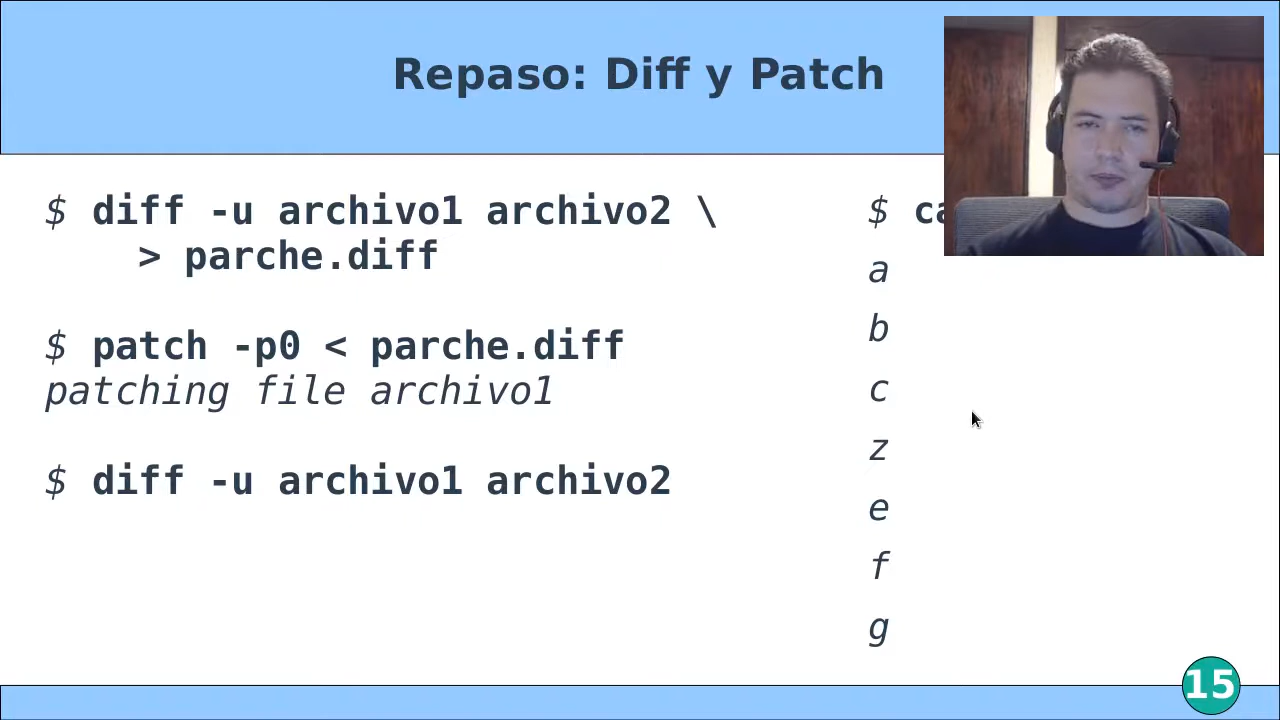 Repaso: Diff y Patch
$ diff -u archivo1 archivo2 \
> parche.diff
$ patch -p0 < parche.diff
patching file archivo1
$ diff -u archivo1 archivo2
$
a
b
c
z
e
f
g
15